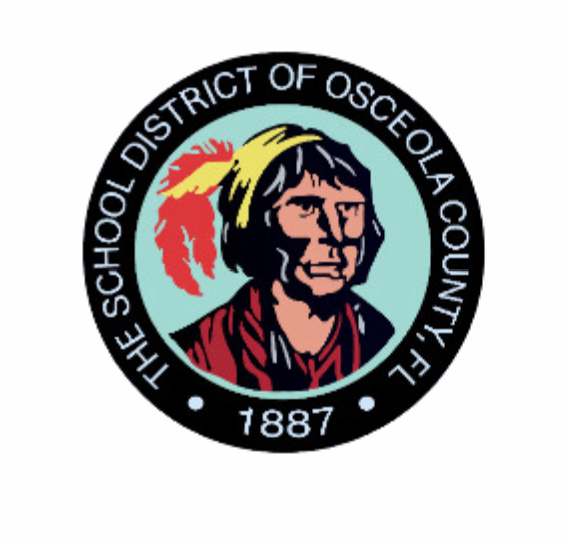 THE SCHOOL DISTRICT OF OSCEOLA COUNTY, FL
• 1887 •